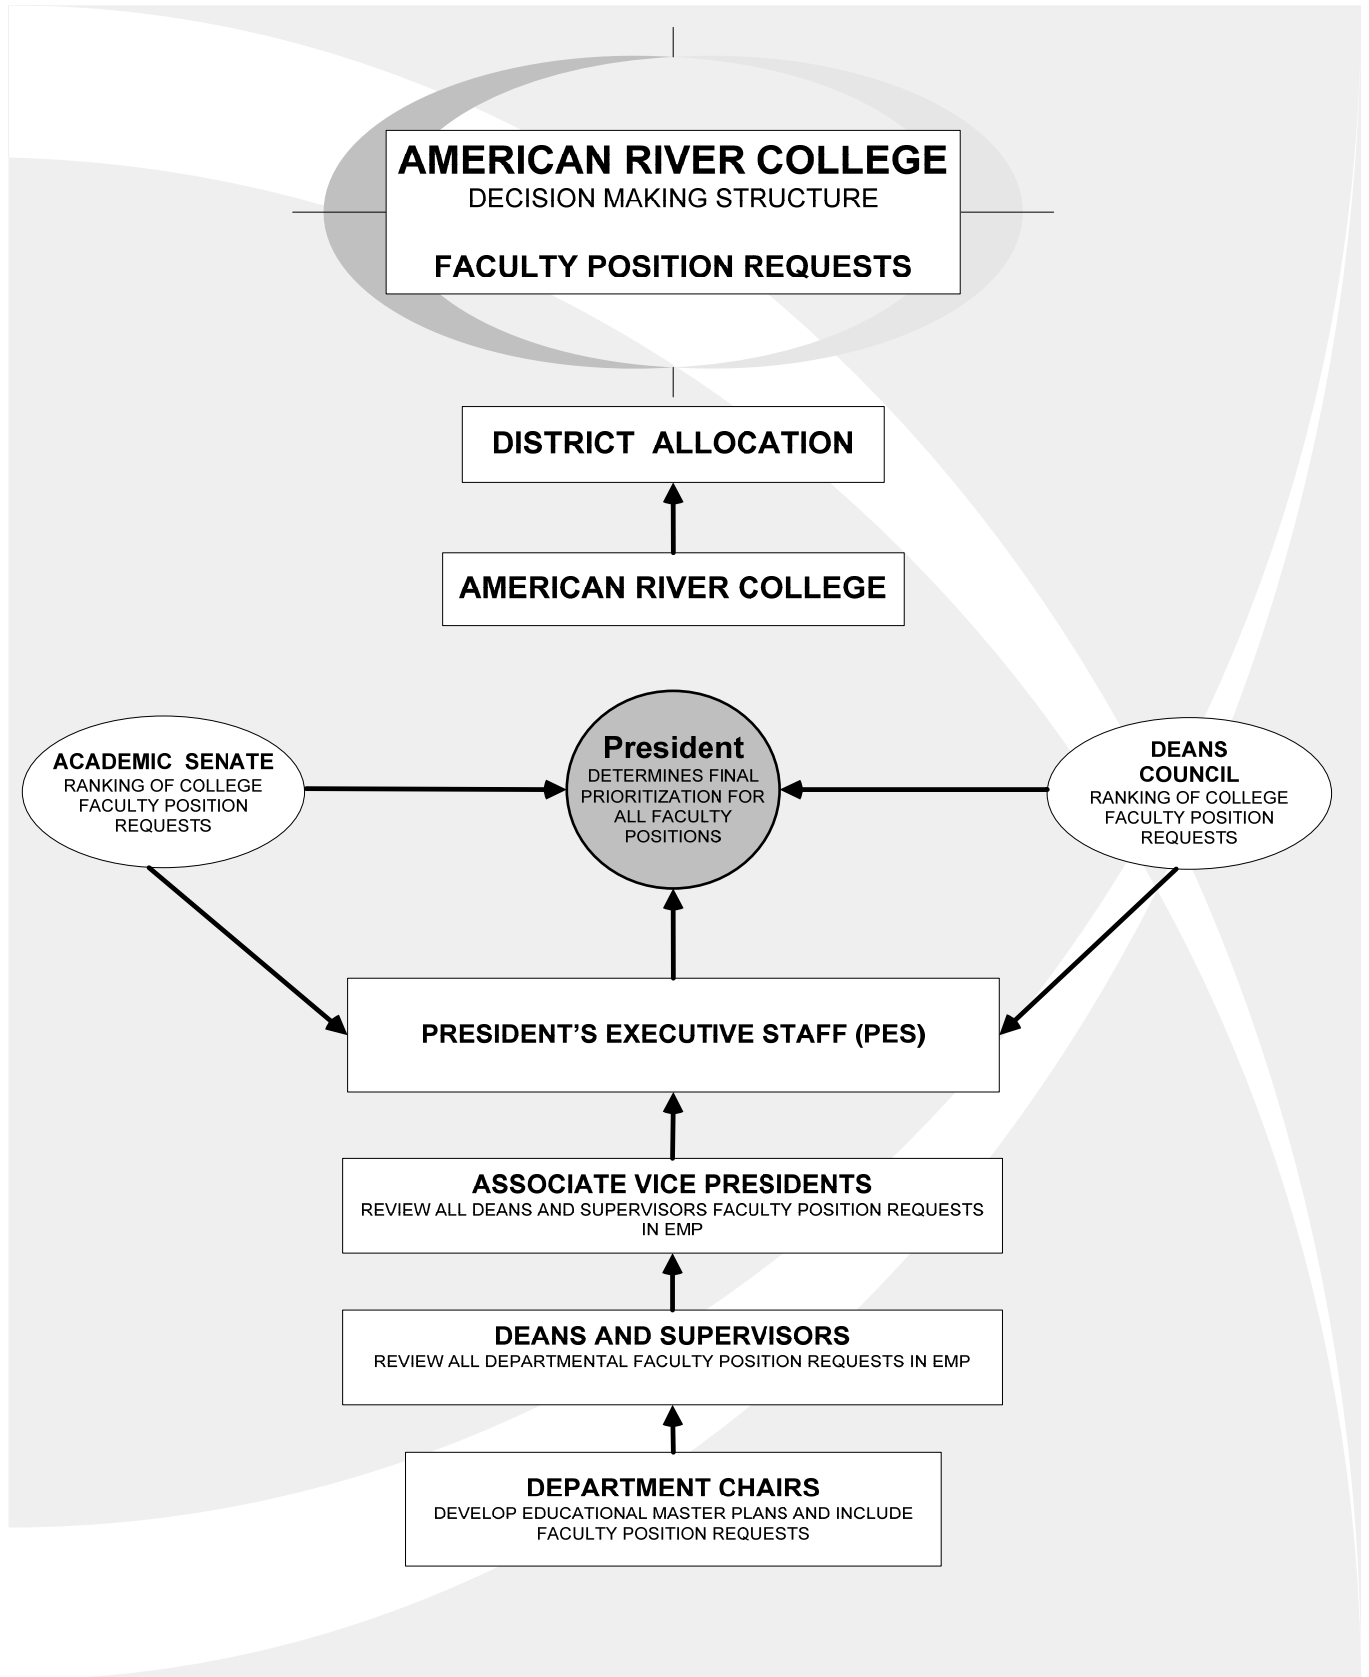 AMERICAN RIVER COLLEGE
DECISION MAKING STRUCTURE
FACULTY POSITION REQUESTS
DISTRICT ALLOCATION
AMERICAN RIVER COLLEGE
ACADEMIC SENATE
RANKING OF COLLEGE
FACULTY POSITION
REQUESTS
President
DETERMINES FINAL
PRIORITIZATION FOR
ALL FACULTY
POSITIONS
DEANS
COUNCIL
RANKING OF COLLEGE
FACULTY POSITION
REQUESTS
PRESIDENT’S EXECUTIVE STAFF (PES)
ASSOCIATE VICE PRESIDENTS
REVIEW ALL DEANS AND SUPERVISORS FACULTY POSITION REQUESTS
IN EMP
DEANS AND SUPERVISORS
REVIEW ALL DEPARTMENTAL FACULTY POSITION REQUESTS IN EMP
DEPARTMENT CHAIRS
DEVELOP EDUCATIONAL MASTER PLANS AND INCLUDE
FACULTY POSITION REQUESTS